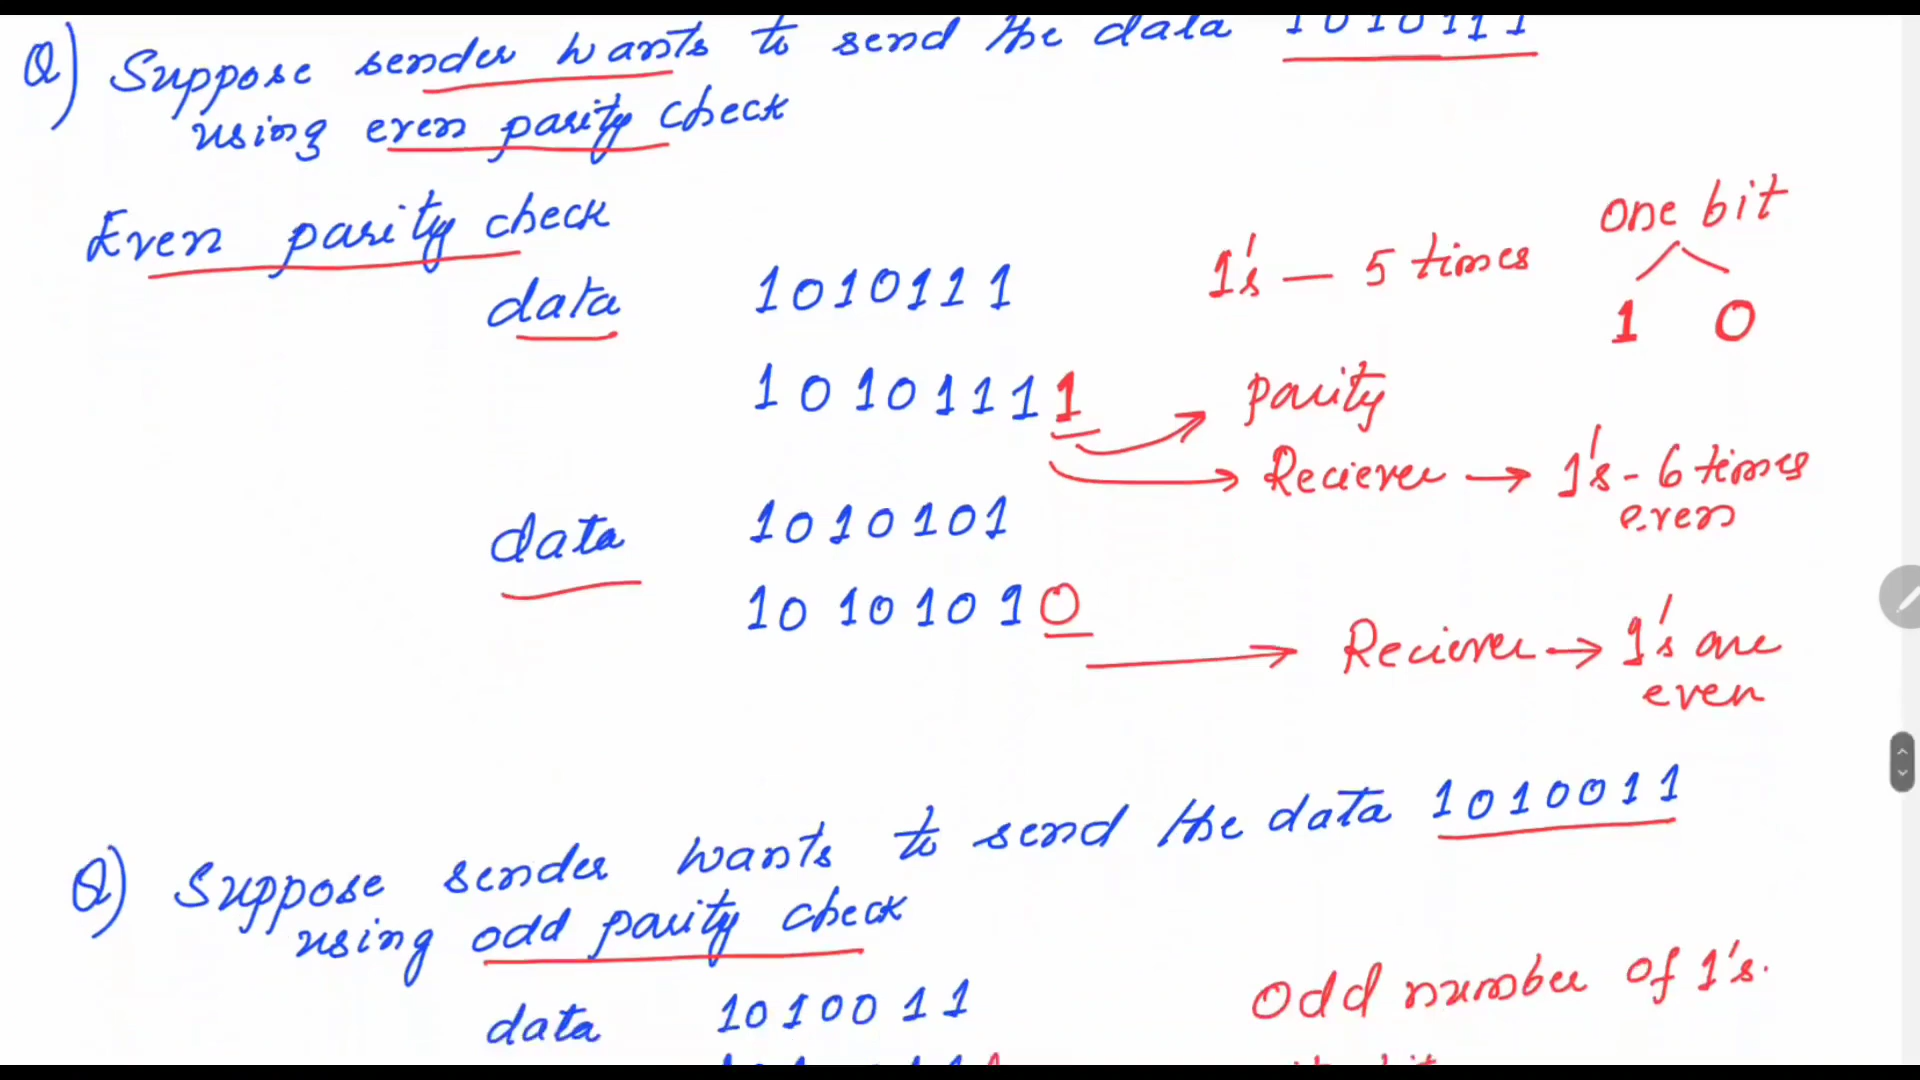 Q) Suppose sender wants to send the data 1010111
using even parity check
Even parity check
one bit
data 1010111 1's — 5 times
1 0
10101111 parity
Reciever → 1's - 6 times
even
data 1010101
10101010
Reciever → 1's are
even
Q) Suppose sender wants to send the data 1010011
using odd parity check
Odd number of 1's.
data 1010011